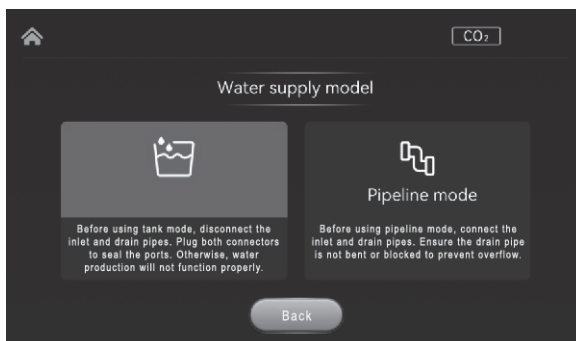 CO₂
Water supply model
Before using tank mode, disconnect the
inlet and drain pipes. Plug both connectors
to seal the ports. Otherwise, water
production will not function properly.
Pipeline mode
Before using pipeline mode, connect the
inlet and drain pipes. Ensure the drain pipe
is not bent or blocked to prevent overflow.
Back